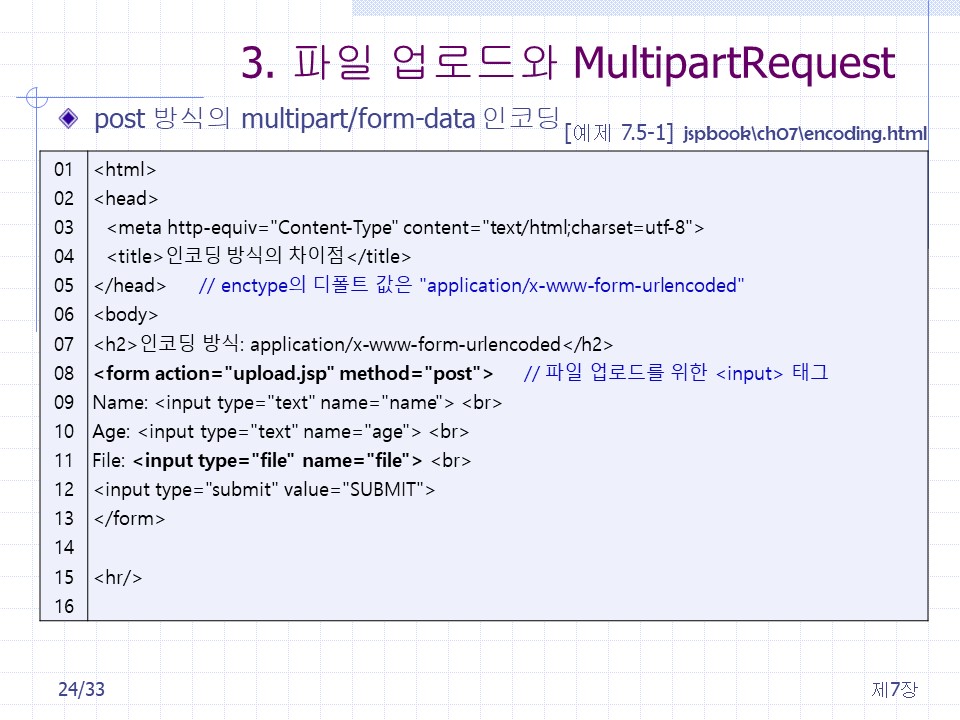 3. 파일 업로드와 MultipartRequest
post 방식의 multipart/form-data 인코딩
[예제 7.5-1] jspbook\ch07\encoding.html
01 <html>
02 <head>
03 <meta http-equiv="Content-Type" content="text/html;charset=utf-8">
04 <title>인코딩 방식의 차이점</title>
05 </head> // enctype의 디폴트 값은 "application/x-www-form-urlencoded"
06 <body>
07 <h2>인코딩 방식: application/x-www-form-urlencoded</h2>
08 <form action="upload.jsp" method="post"> // 파일 업로드를 위한 <input> 태그
09 Name: <input type="text" name="name"> <br>
10 Age: <input type="text" name="age"> <br>
11 File: <input type="file" name="file"> <br>
12 <input type="submit" value="SUBMIT">
13 </form>
14
15 <hr/>
16
24/33
제7장